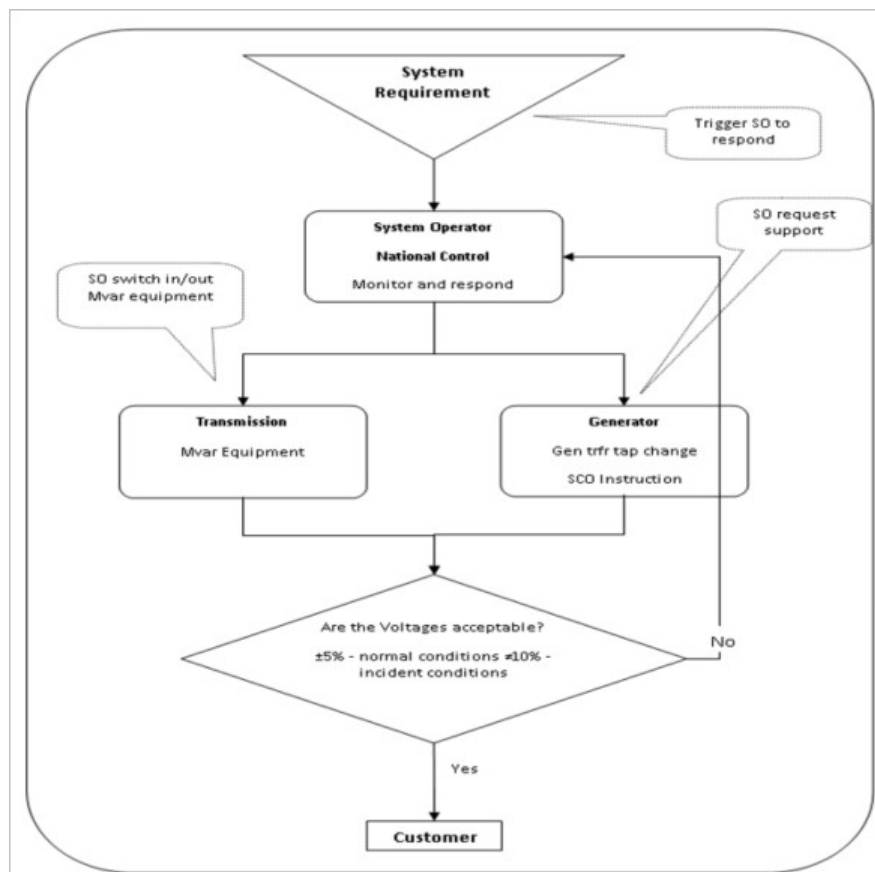 System
Requirement
Trigger SO to
respond
System Operator
National Control
Monitor and respond
SO request
support
SO switch in/out
Mvar equipment
Transmission
Mvar Equipment
Generator
Gen trfr tap change
SCO Instruction
Are the Voltages acceptable?
±5% - normal conditions ≠10% -
incident conditions
No
Yes
Customer